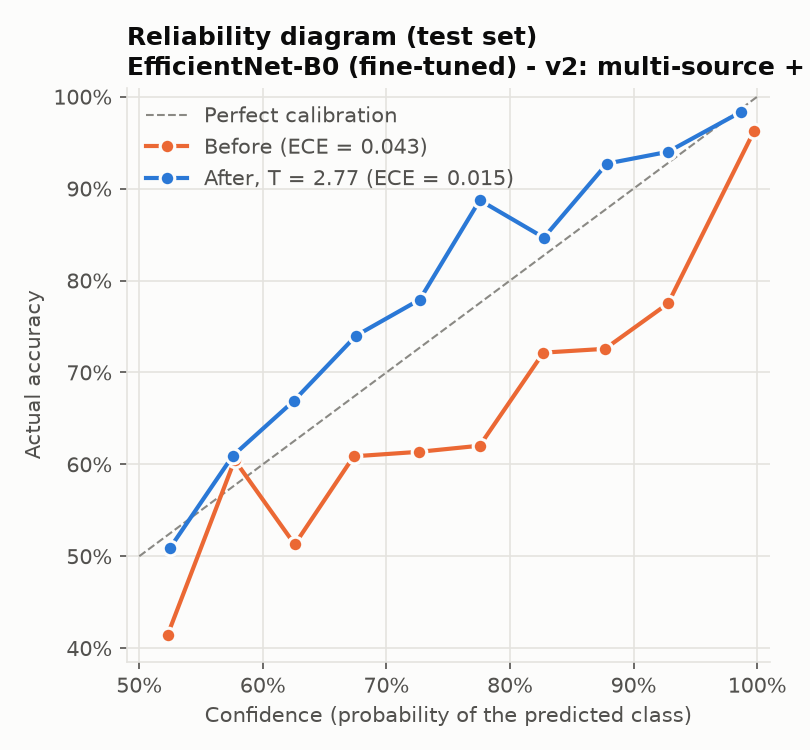 Reliability diagram (test set)
EfficientNet-B0 (fine-tuned) - v2: multi-source +
100%
90%
80%
70%
60%
50%
40%
Actual accuracy
Perfect calibration
Before (ECE = 0.043)
After, T = 2.77 (ECE = 0.015)
50%
60%
70%
80%
90%
100%
Confidence (probability of the predicted class)